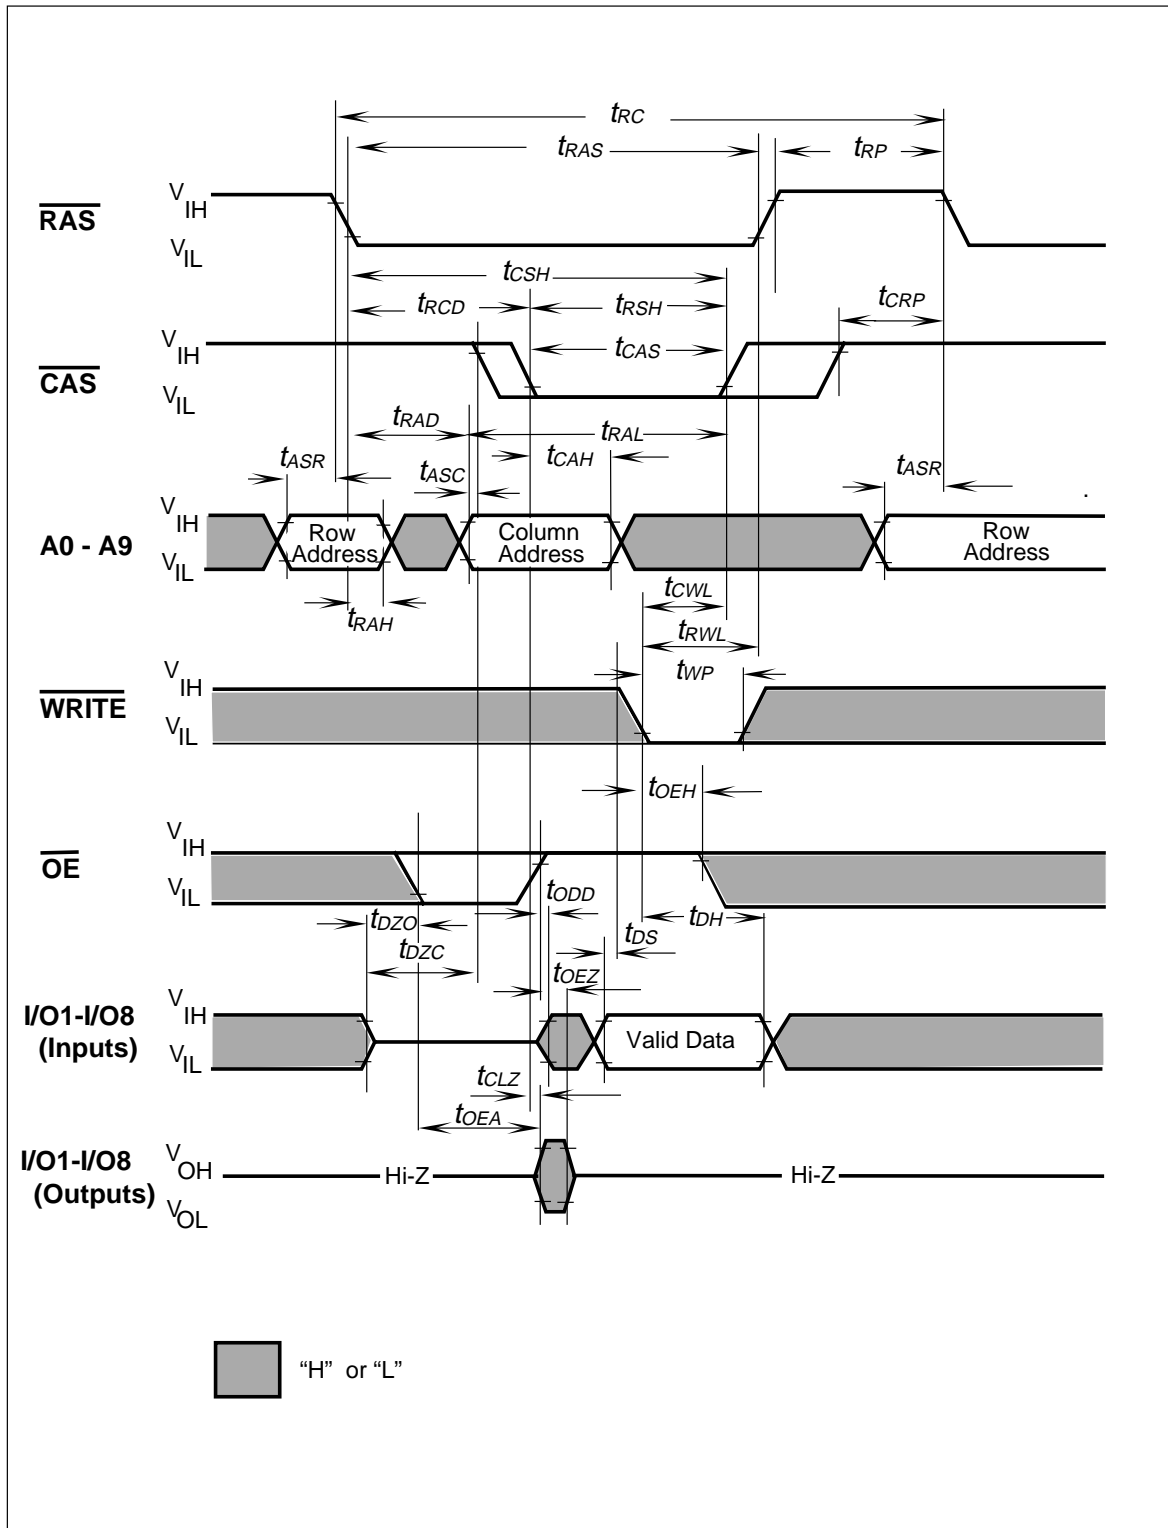 tRC
tRAS
tRP
VIH
RAS
VIL
tCSH
tRCD
tRSH
tCRP
VIH
tCAS
CAS
VIL
tRAD
tRAL
tASR
tASC
tCAH
tASR
VIH
A0 - A9
Row Address
Column Address
Row Address
VIL
tCWL
tRAH
tRWL
tWP
VIH
WRITE
VIL
tOEH
VIH
OE
VIL
tODD
tDZO
tDH
tDS
tDZC
tOEZ
I/O1-I/O8
(Inputs)
VIH
Valid Data
VIL
tCLZ
tOEA
I/O1-I/O8
(Outputs)
VOH
Hi-Z
Hi-Z
VOL
“H” or “L”